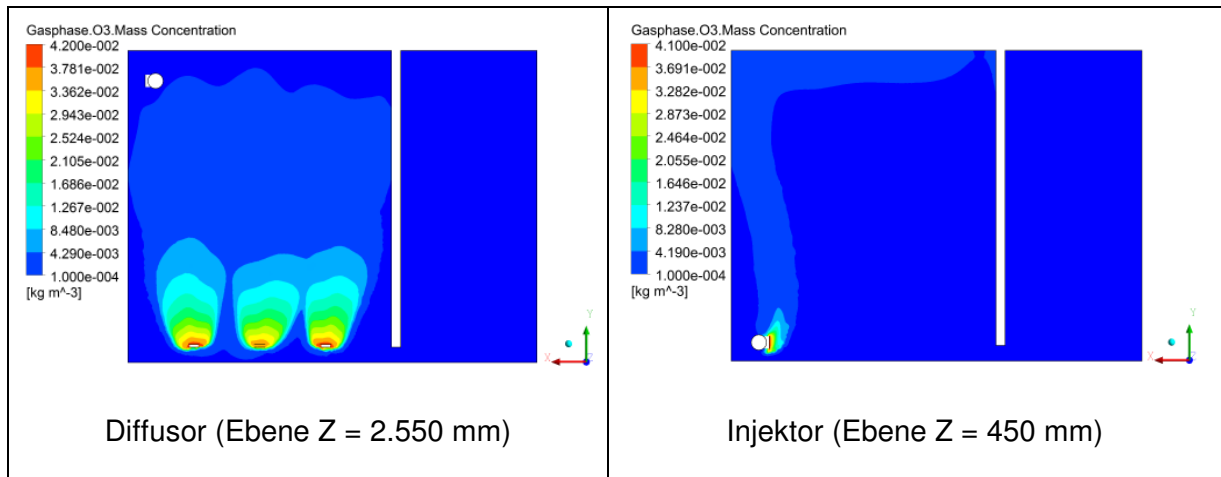 Gasphase.O3.Mass Concentration
4.200e-002
3.781e-002
3.362e-002
2.943e-002
2.524e-002
2.105e-002
1.686e-002
1.267e-002
8.480e-003
4.290e-003
1.000e-004
[kg m^-3]
Y
X
Z
Diffusor (Ebene Z = 2.550 mm)
Gasphase.O3.Mass Concentration
4.100e-002
3.691e-002
3.282e-002
2.873e-002
2.464e-002
2.055e-002
1.646e-002
1.237e-002
8.280e-003
4.190e-003
1.000e-004
[kg m^-3]
Y
X
Z
Injektor (Ebene Z = 450 mm)